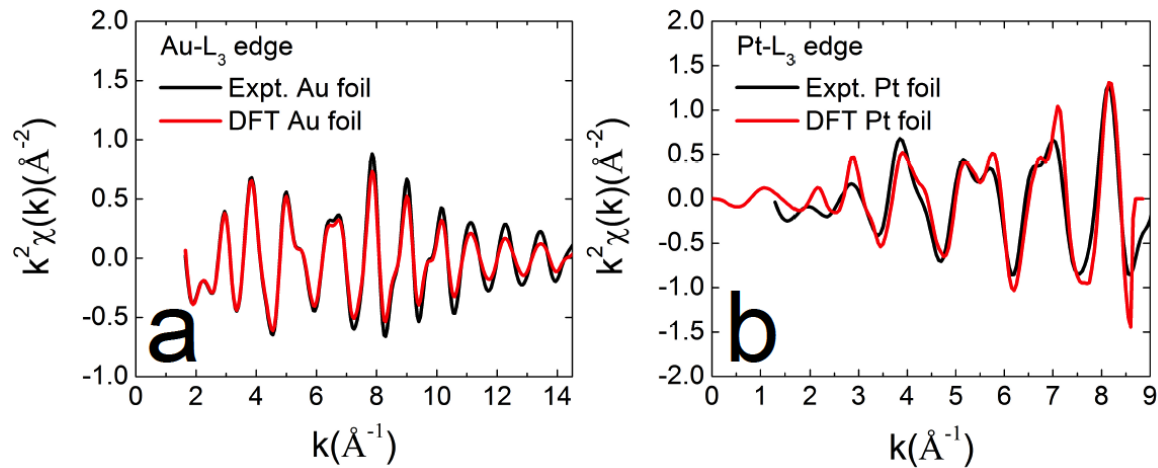 Au-L₃ edge
Expt. Au foil
DFT Au foil
k²χ(k)(Å⁻²)
2.0
1.5
1.0
0.5
0.0
-0.5
-1.0
a
0 2 4 6 8 10 12 14
k(Å⁻¹)
Pt-L₃ edge
Expt. Pt foil
DFT Pt foil
k²χ(k)(Å⁻²)
2.0
1.5
1.0
0.5
0.0
-0.5
-1.0
-1.5
-2.0
b
0 1 2 3 4 5 6 7 8 9
k(Å⁻¹)